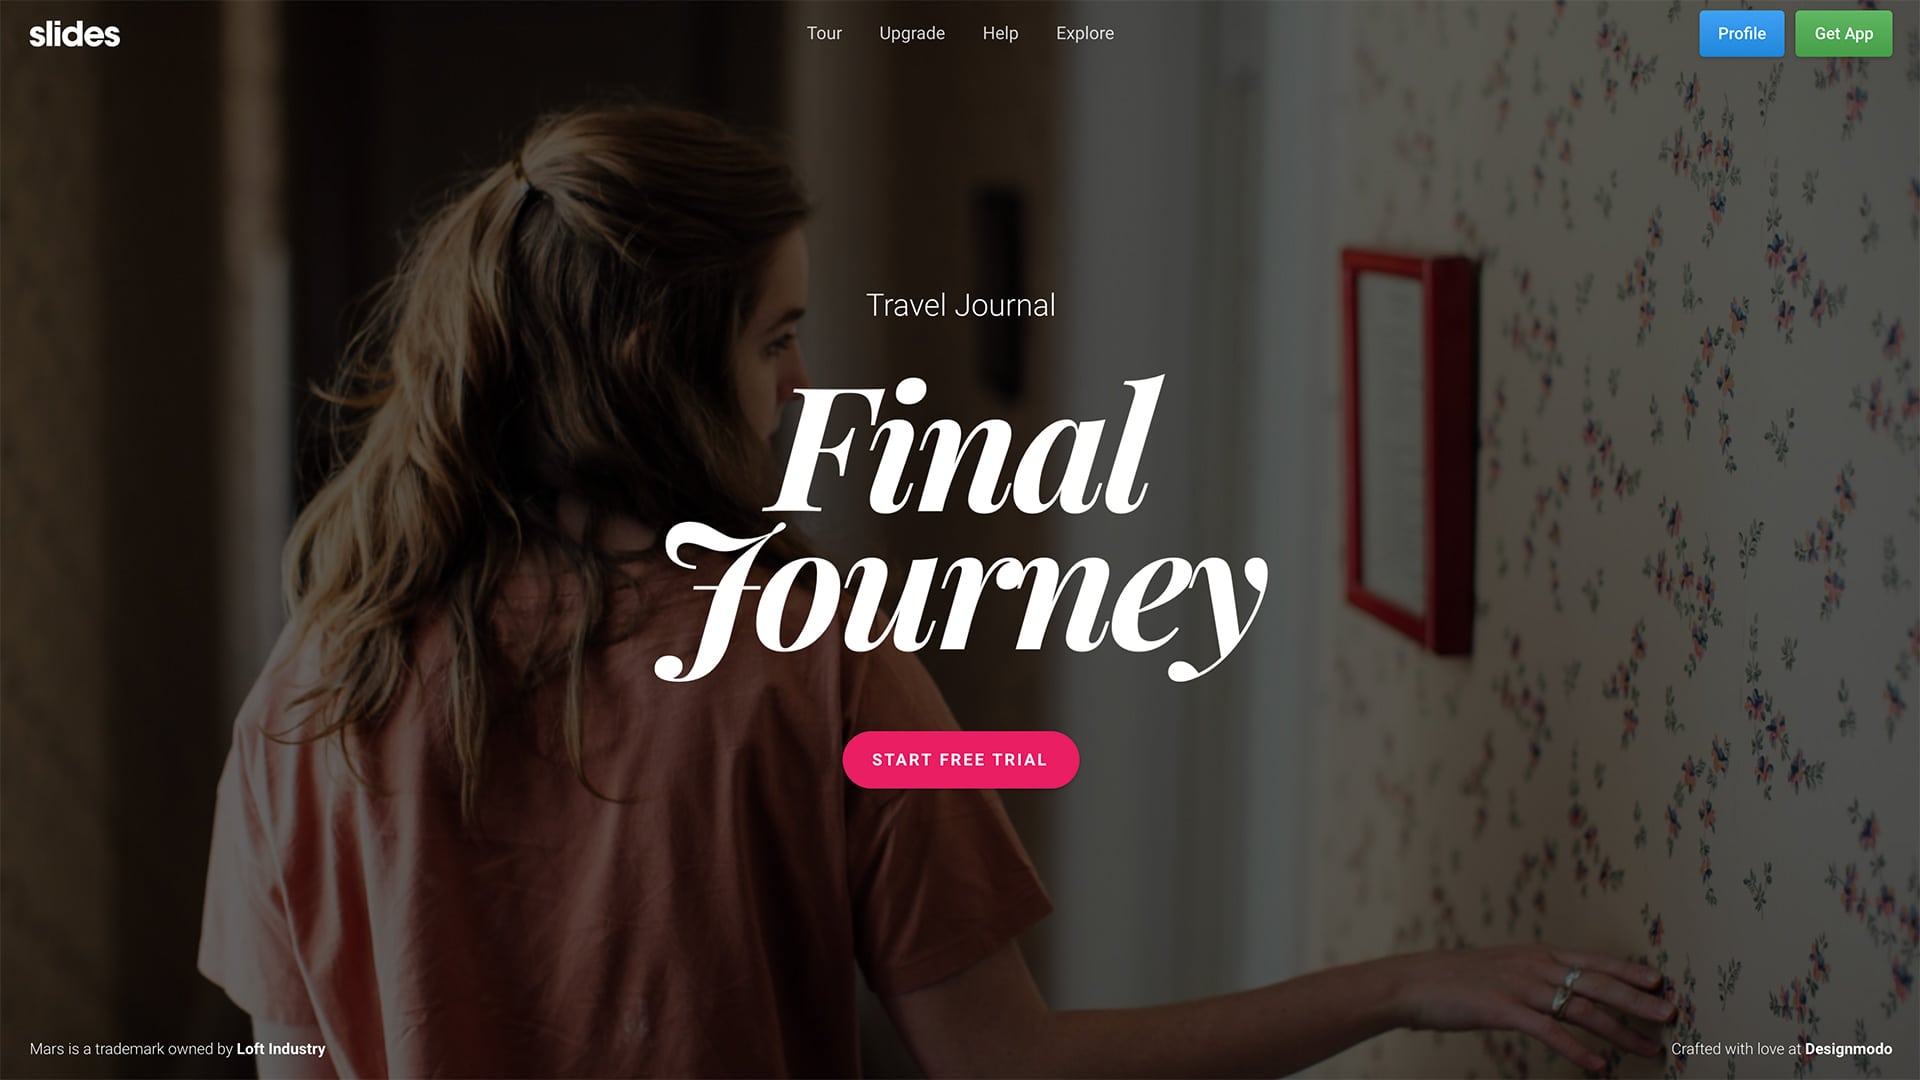 slides
Tour Upgrade Help Explore
Profile Get App
Travel Journal
Final
Journey
START FREE TRIAL
Mars is a trademark owned by Loft Industry
Crafted with love at Designmodo